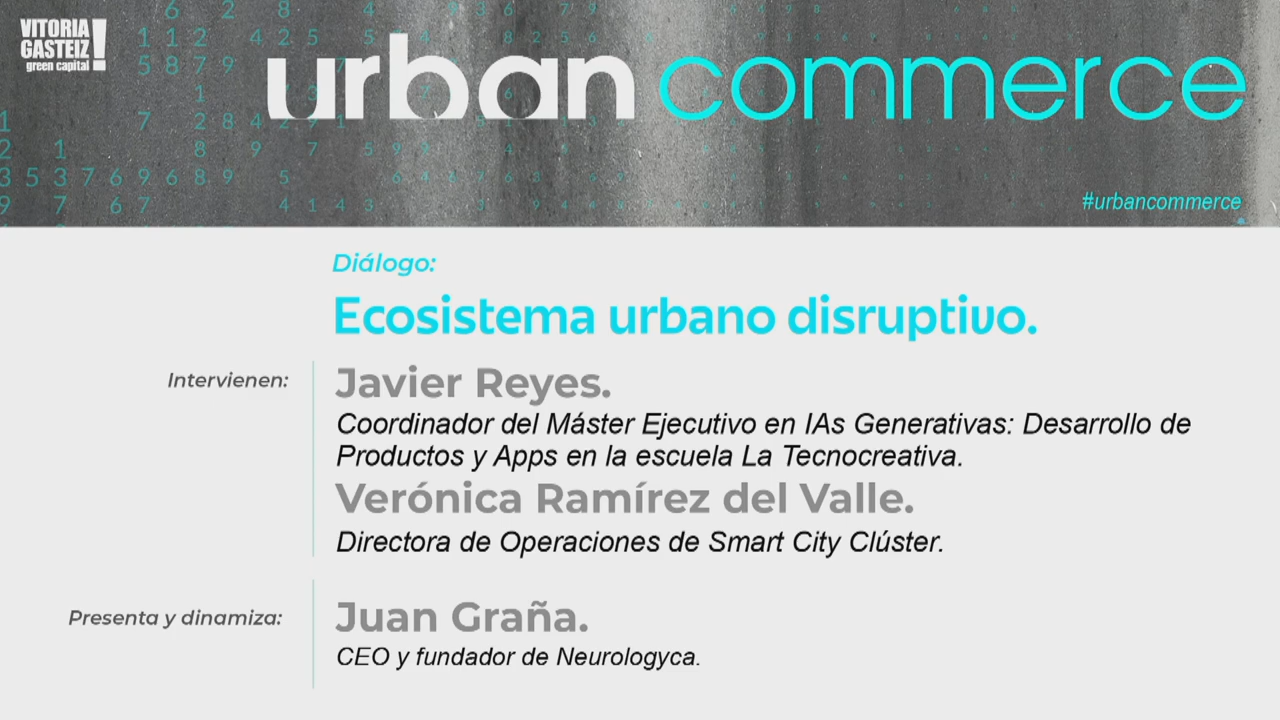 VITORIA
GASTEIZ!
green capital
urban commerce
#urbancommerce
Diálogo:
Ecosistema urbano disruptivo.
Intervienen:
Javier Reyes.
Coordinador del Máster Ejecutivo en IAs Generativas: Desarrollo de
Productos y Apps en la escuela La Tecnocreativa.
Verónica Ramírez del Valle.
Directora de Operaciones de Smart City Clúster.
Presenta y dinamiza:
Juan Graña.
CEO y fundador de Neurologyca.